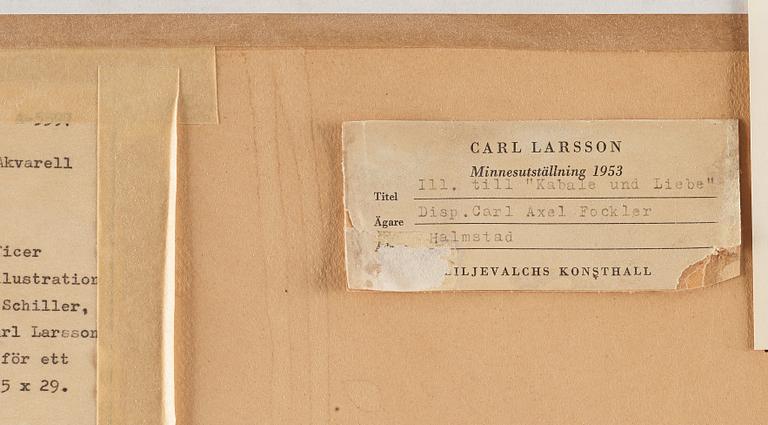 Akvarell
ficer
llustration
Schiller,
rl Larsson
för ett
5 x 29.
CARL LARSSON
Minnesutställning 1953
Titel Ill. till "Kabale und Liebe"
Ägare Disp.Carl Axel Fockler
Halmstad
LILJEVALCHS KONSTHALL